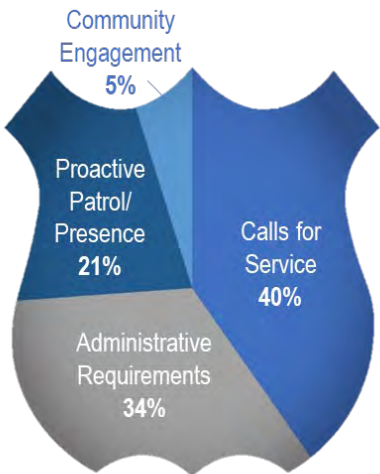 Community
Engagement
5%
Proactive
Patrol/
Presence
21%
Calls for
Service
40%
Administrative
Requirements
34%